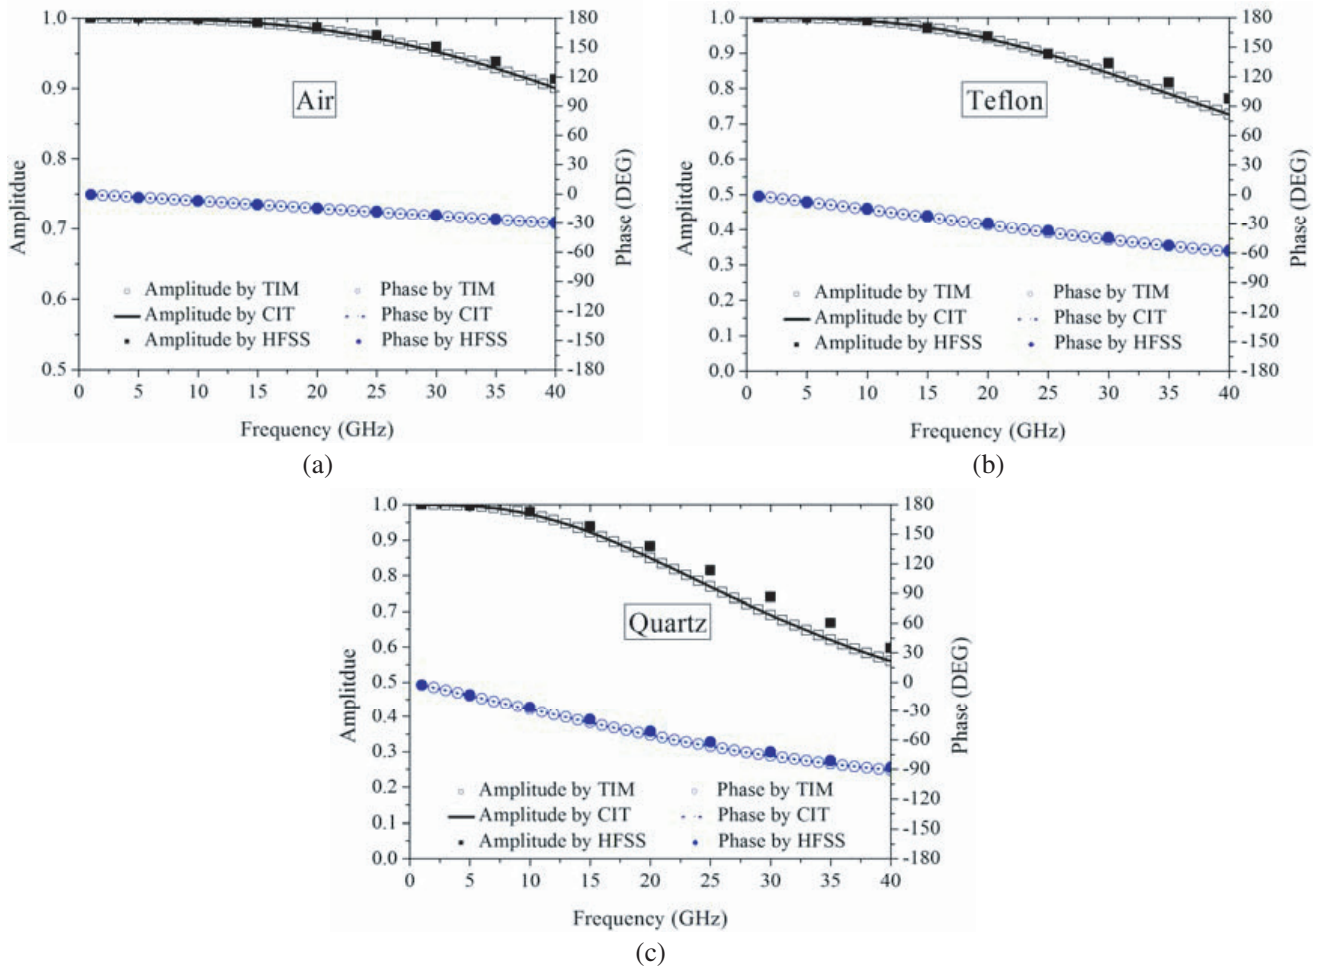 1.0
0.9
0.8
0.7
0.6
0.5
Amplitdue
Air
180
150
120
90
60
30
0
-30
-60
-90
-120
-150
-180
Phase (DEG)
Amplitude by TIM
Phase by TIM
Amplitude by CIT
Phase by CIT
Amplitude by HFSS
Phase by HFSS
0 5 10 15 20 25 30 35 40
Frequency (GHz)
(a)
1.0
0.9
0.8
0.7
0.6
0.5
0.4
0.3
0.2
0.1
0.0
Amplitdue
Teflon
180
150
120
90
60
30
0
-30
-60
-90
-120
-150
-180
Phase (DEG)
Amplitude by TIM
Phase by TIM
Amplitude by CIT
Phase by CIT
Amplitude by HFSS
Phase by HFSS
0 5 10 15 20 25 30 35 40
Frequency (GHz)
(b)
1.0
0.9
0.8
0.7
0.6
0.5
0.4
0.3
0.2
0.1
0.0
Amplitdue
Quartz
180
150
120
90
60
30
0
-30
-60
-90
-120
-150
-180
Phase (DEG)
Amplitude by TIM
Phase by TIM
Amplitude by CIT
Phase by CIT
Amplitude by HFSS
Phase by HFSS
0 5 10 15 20 25 30 35 40
Frequency (GHz)
(c)